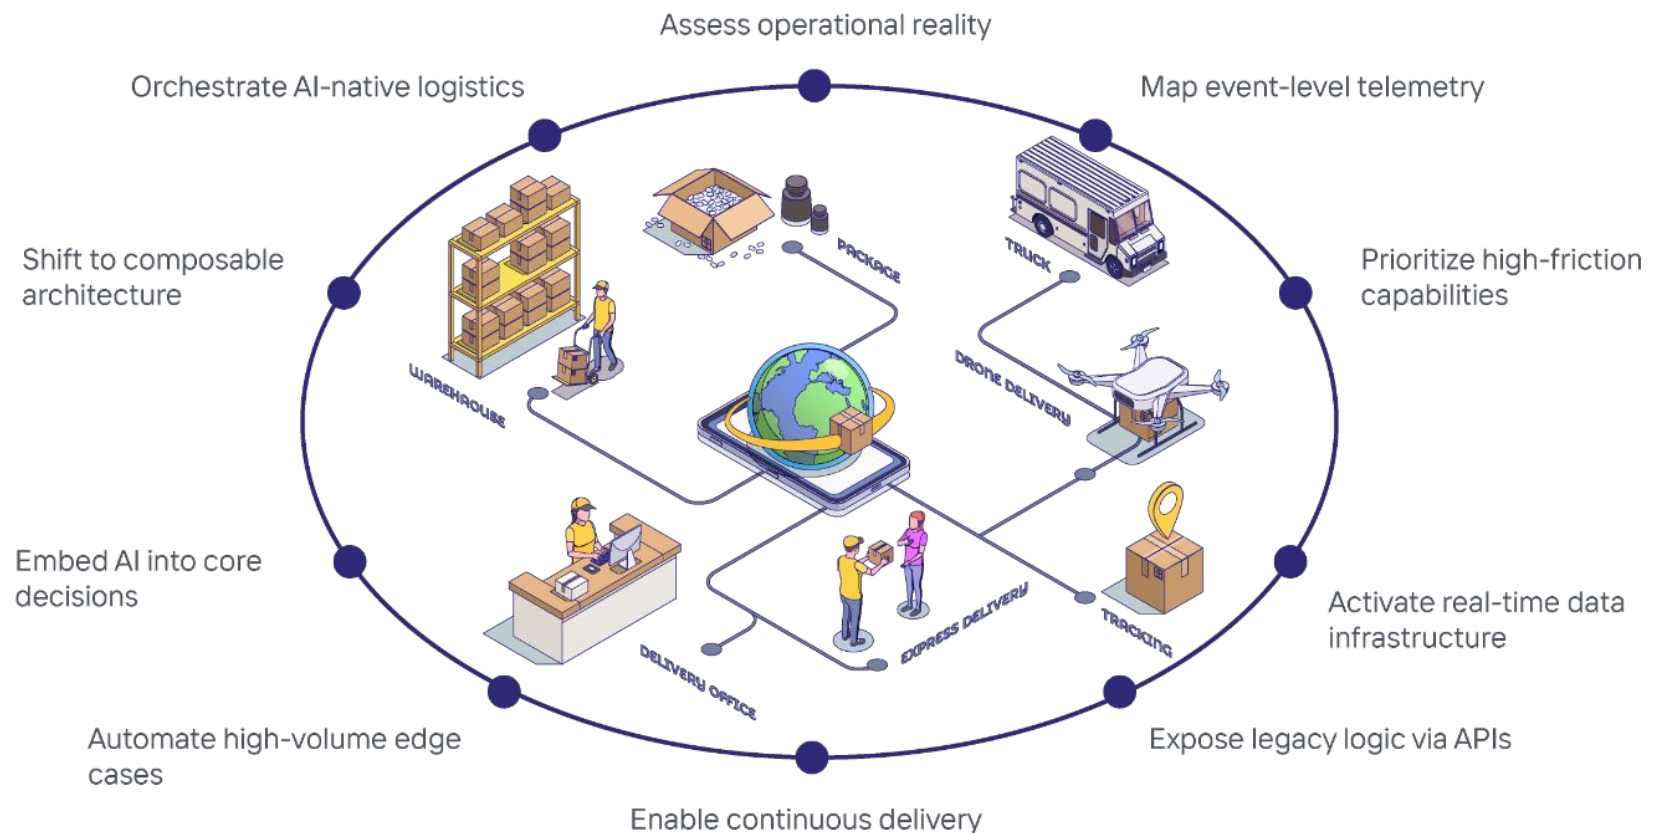 Assess operational reality
Orchestrate AI-native logistics
Map event-level telemetry
Shift to composable
architecture
Prioritize high-friction
capabilities
PACKAGE
TRUCK
WAREHOUSE
DRONE DELIVERY
Embed AI into core
decisions
Activate real-time data
infrastructure
EXPRESS DELIVERY
TRACKING
DELIVERY OFFICE
Automate high-volume edge
cases
Expose legacy logic via APIs
Enable continuous delivery